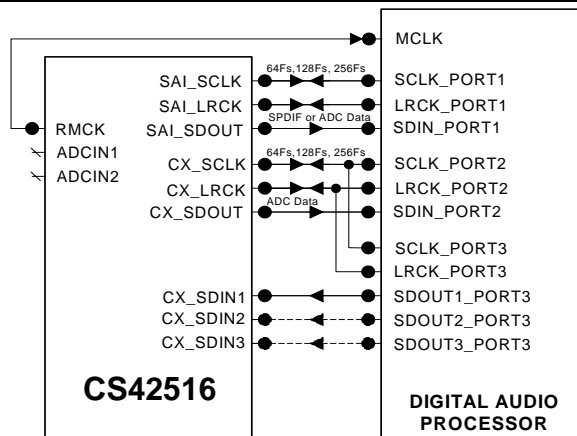 MCLK
64Fs,128Fs, 256Fs
SAI_SCLK SCLK_PORT1
SAI_LRCK LRCK_PORT1
SPDIF or ADC Data
RMCK SAI_SDOUT SDIN_PORT1
ADCIN1
64Fs,128Fs, 256Fs
CX_SCLK SCLK_PORT2
ADCIN2
CX_LRCK LRCK_PORT2
ADC Data
CX_SDOUT SDIN_PORT2
SCLK_PORT3
LRCK_PORT3
CX_SDIN1 SDOUT1_PORT3
CX_SDIN2 SDOUT2_PORT3
CX_SDIN3 SDOUT3_PORT3
CS42516
DIGITAL AUDIO
PROCESSOR